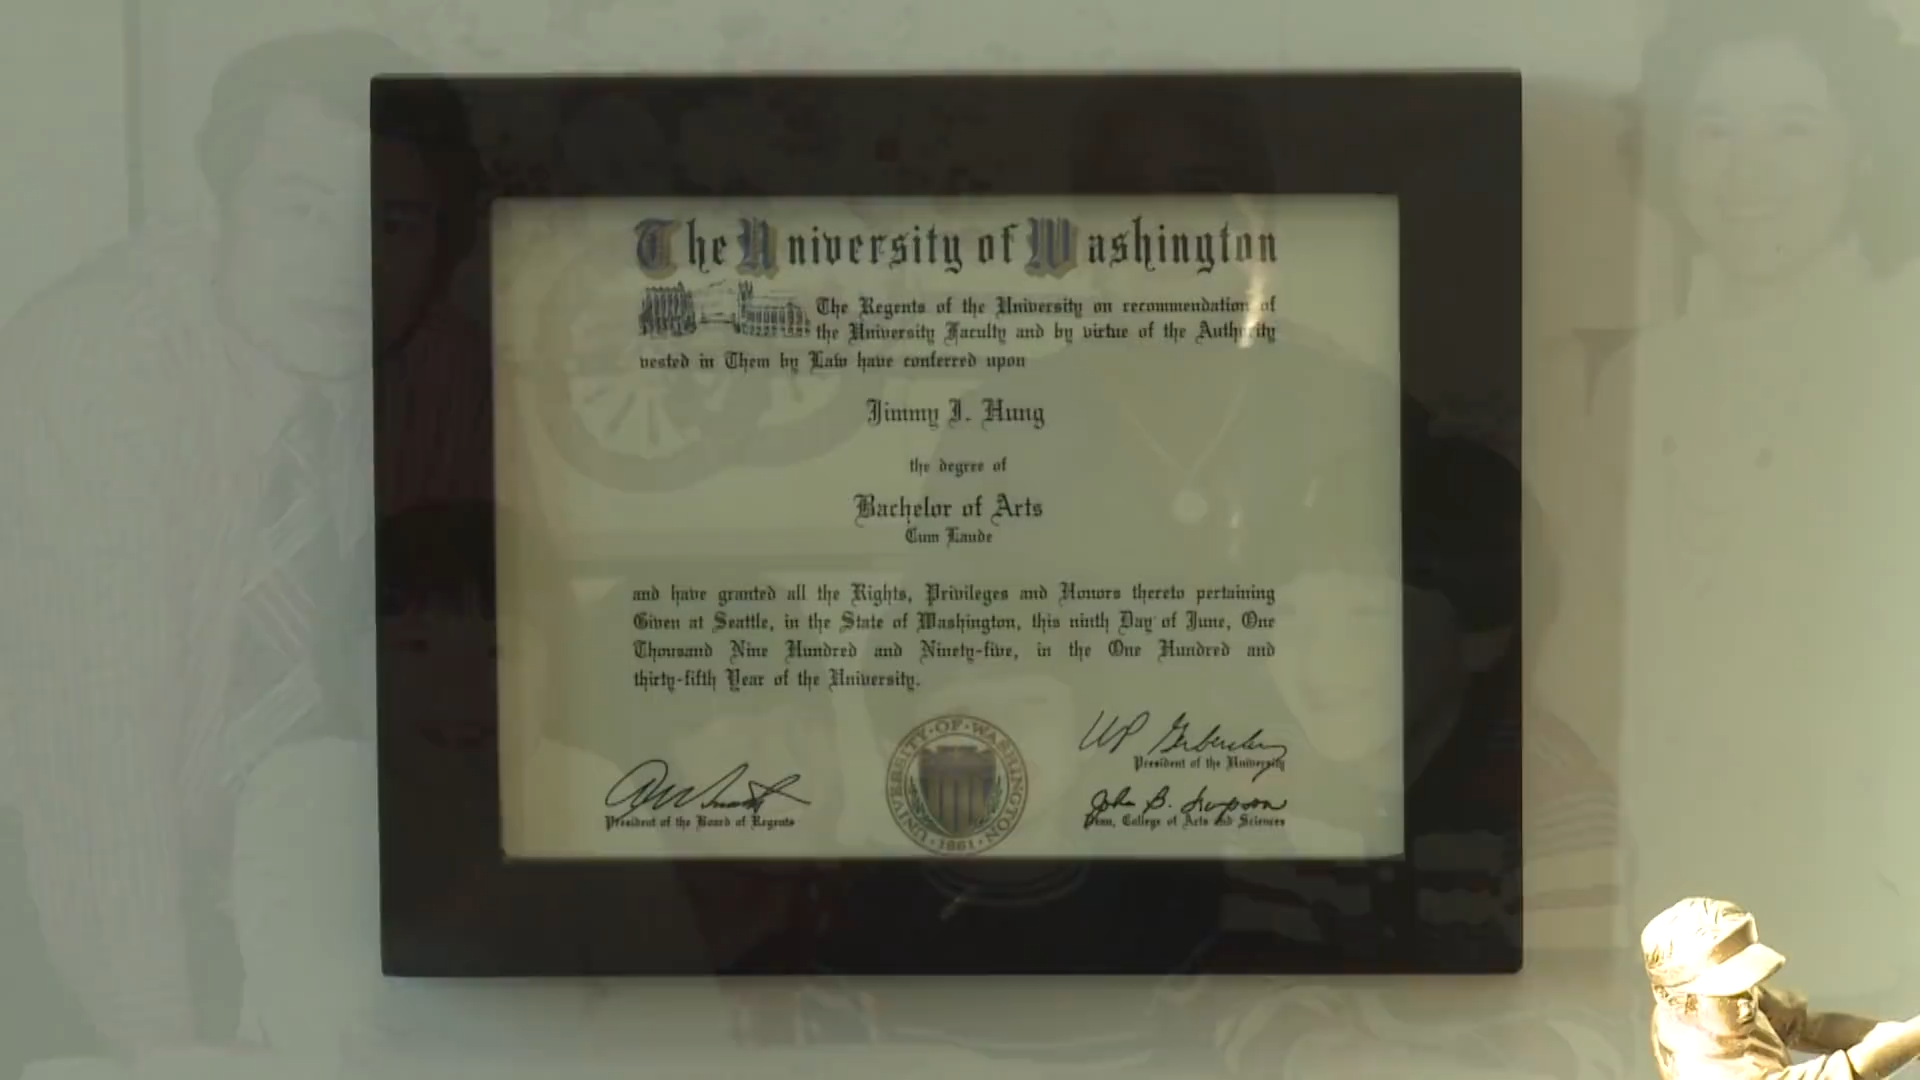 The University of Washington
The Regents of the University on recommendation of
the University Faculty and by virtue of the Authority
vested in Them by Law have conferred upon
Jimmy I. Hung
the degree of
Bachelor of Arts
Cum Laude
and have granted all the Rights, Privileges and Honors thereto pertaining
Given at Seattle, in the State of Washington, this ninth Day of June, One
Thousand Nine Hundred and Ninety-five, in the One Hundred and
thirty-fifth Year of the University.
UNIVERSITY·OF·WASHINGTON
·1861·
President of the University
President of the Board of Regents
John B. Simpson
Dean, College of Arts and Sciences